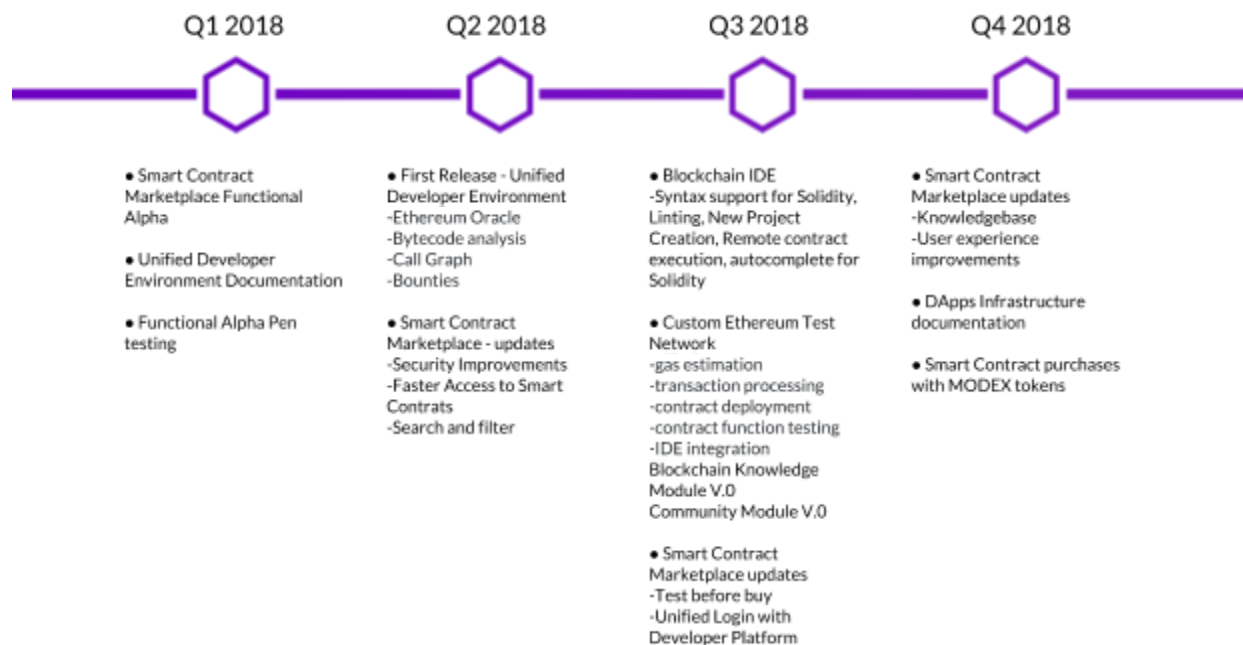 Q1 2018
Q2 2018
Q3 2018
Q4 2018
● Smart Contract
Marketplace Functional
Alpha
● Unified Developer
Environment Documentation
● Functional Alpha Pen
testing
● First Release - Unified
Developer Environment
-Ethereum Oracle
-Bytecode analysis
-Call Graph
-Bounties
● Smart Contract
Marketplace - updates
-Security Improvements
-Faster Access to Smart
Contrats
-Search and filter
● Blockchain IDE
-Syntax support for Solidity,
Linting, New Project
Creation, Remote contract
execution, autocomplete for
Solidity
● Custom Ethereum Test
Network
-gas estimation
-transaction processing
-contract deployment
-contract function testing
-IDE integration
Blockchain Knowledge
Module V.0
Community Module V.0
● Smart Contract
Marketplace updates
-Test before buy
-Unified Login with
Developer Platform
● Smart Contract
Marketplace updates
-Knowledgebase
-User experience
improvements
● DApps Infrastructure
documentation
● Smart Contract purchases
with MODEX tokens